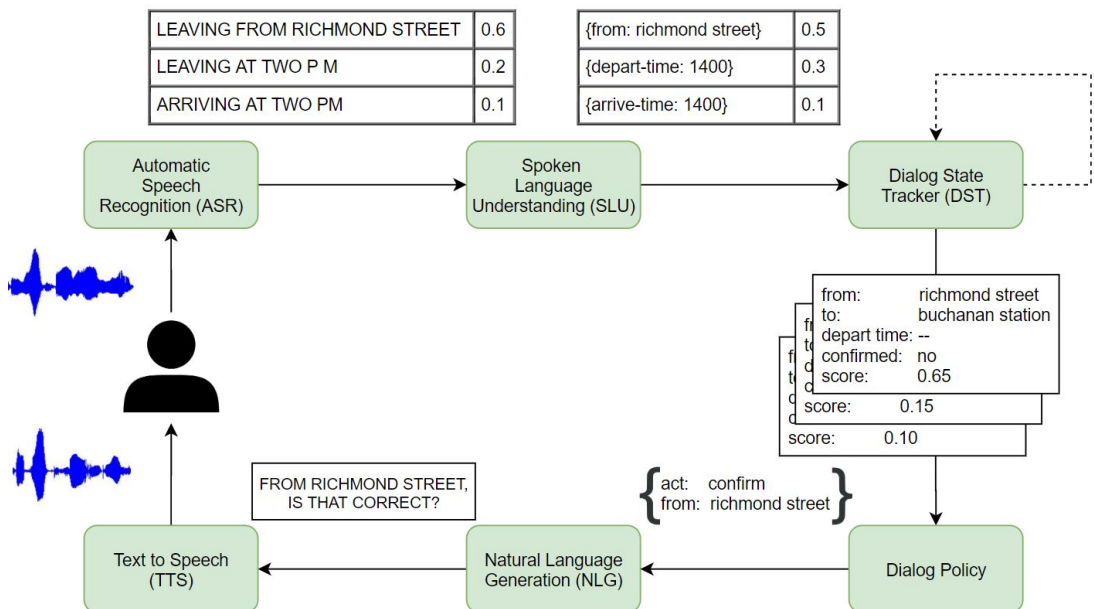 LEAVING FROM RICHMOND STREET 0.6
LEAVING AT TWO P M 0.2
ARRIVING AT TWO PM 0.1
{from: richmond street} 0.5
{depart-time: 1400} 0.3
{arrive-time: 1400} 0.1
Automatic
Speech
Recognition (ASR)
Spoken
Language
Understanding (SLU)
Dialog State
Tracker (DST)
from: richmond street
to: buchanan station
depart time: --
confirmed: no
score: 0.65
score: 0.15
score: 0.10
act: confirm
from: richmond street
FROM RICHMOND STREET,
IS THAT CORRECT?
Text to Speech
(TTS)
Natural Language
Generation (NLG)
Dialog Policy